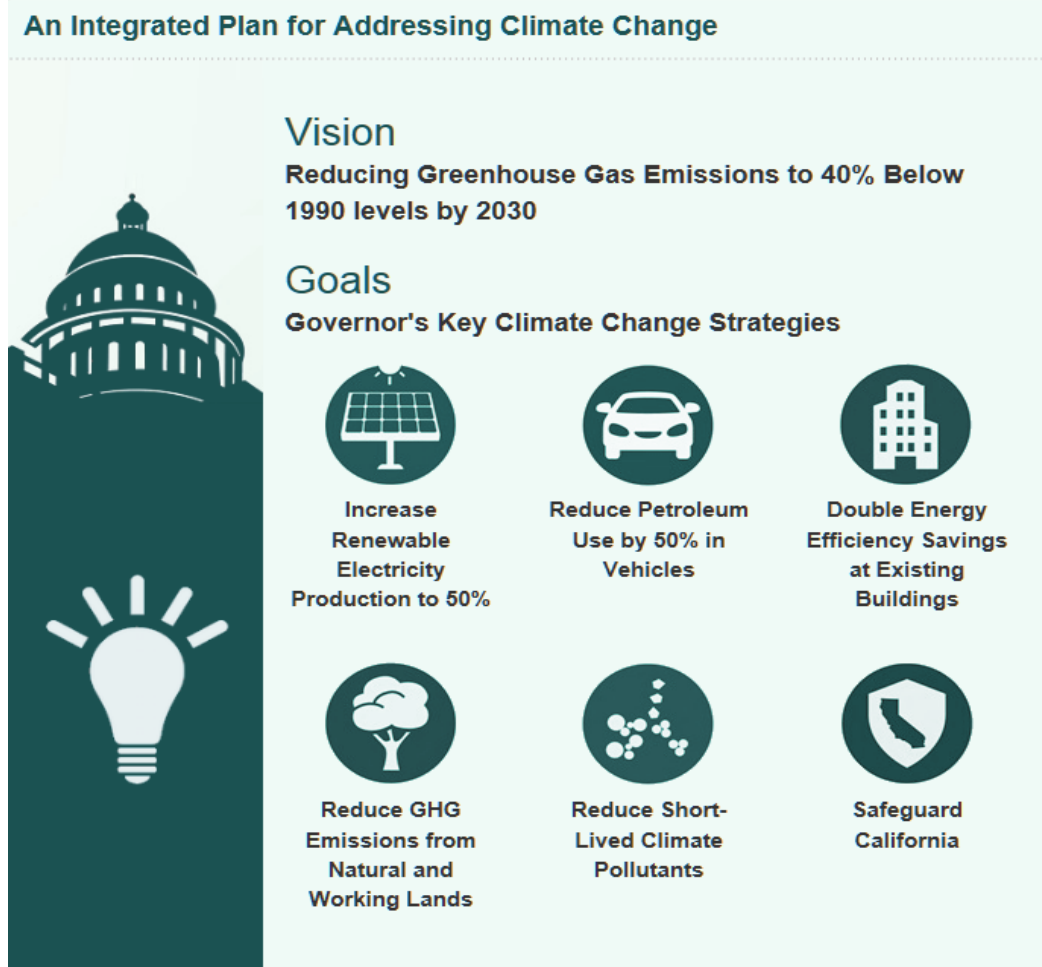 An Integrated Plan for Addressing Climate Change
Vision
Reducing Greenhouse Gas Emissions to 40% Below
1990 levels by 2030
Goals
Governor's Key Climate Change Strategies
Increase
Renewable
Electricity
Production to 50%
Reduce Petroleum
Use by 50% in
Vehicles
Double Energy
Efficiency Savings
at Existing
Buildings
Reduce GHG
Emissions from
Natural and
Working Lands
Reduce Short-
Lived Climate
Pollutants
Safeguard
California